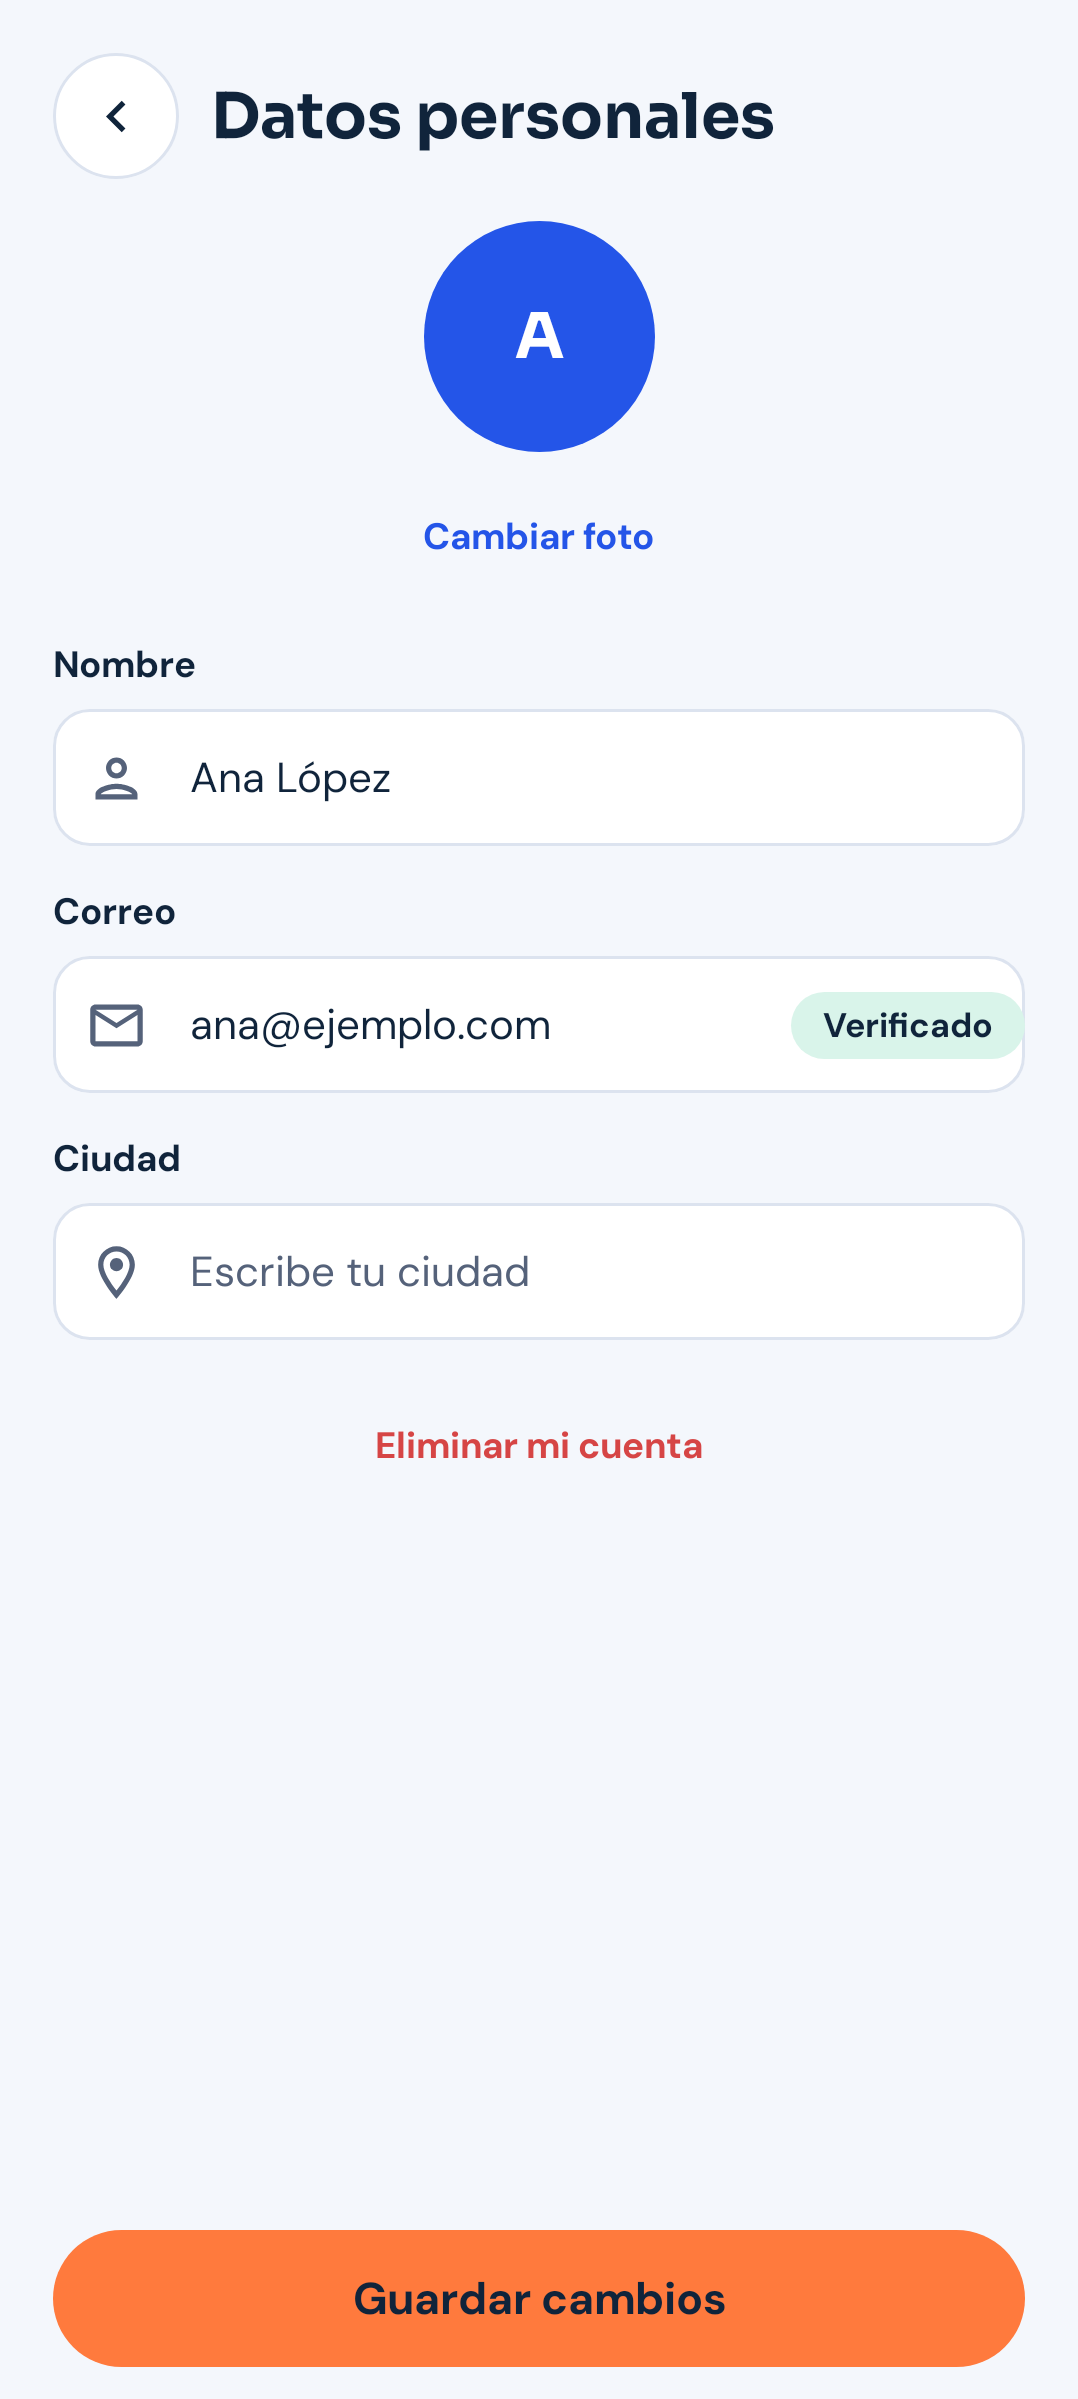 Datos personales
A
Cambiar foto
Nombre
Ana López
Correo
ana@ejemplo.com
Verificado
Ciudad
Escribe tu ciudad
Eliminar mi cuenta
Guardar cambios